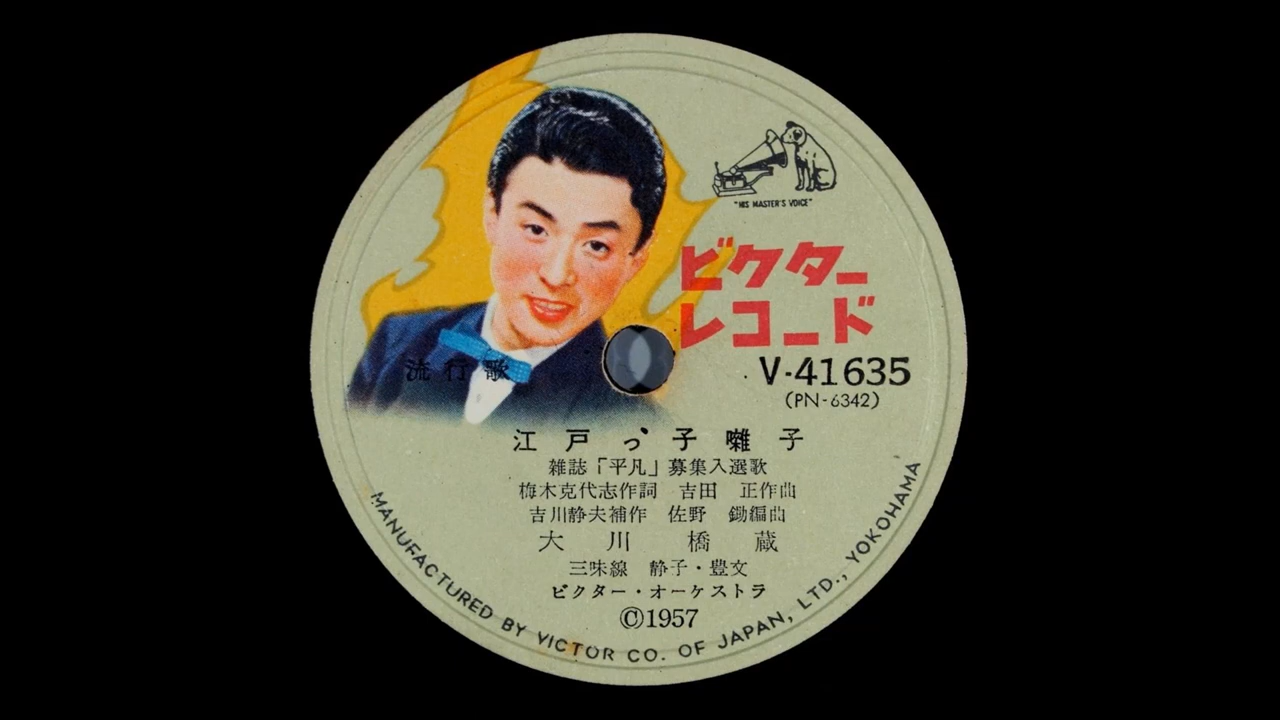 "HIS MASTER'S VOICE"
ビクター
レコード
V-41635
(PN-6342)
流行歌
江戸っ子囃子
雑誌「平凡」募集入選歌
梅木克代志作詞 吉田 正作曲
吉川静夫補作 佐野 鋤編曲
大川橋蔵
三味線 静子・豊文
ビクター・オーケストラ
©1957
MANUFACTURED BY VICTOR CO. OF JAPAN, LTD., YOKOHAMA